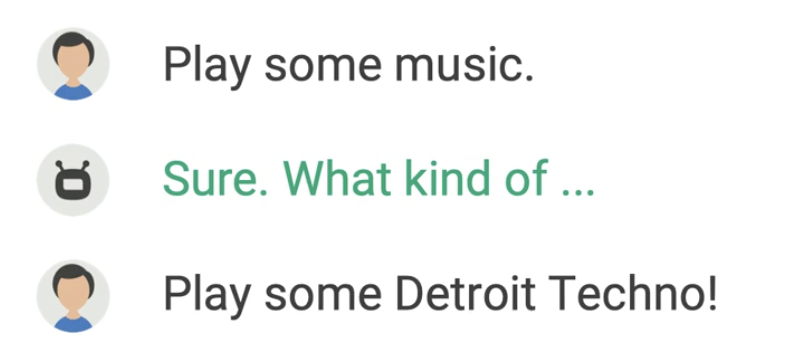 Play some music.
Sure. What kind of ...
Play some Detroit Techno!